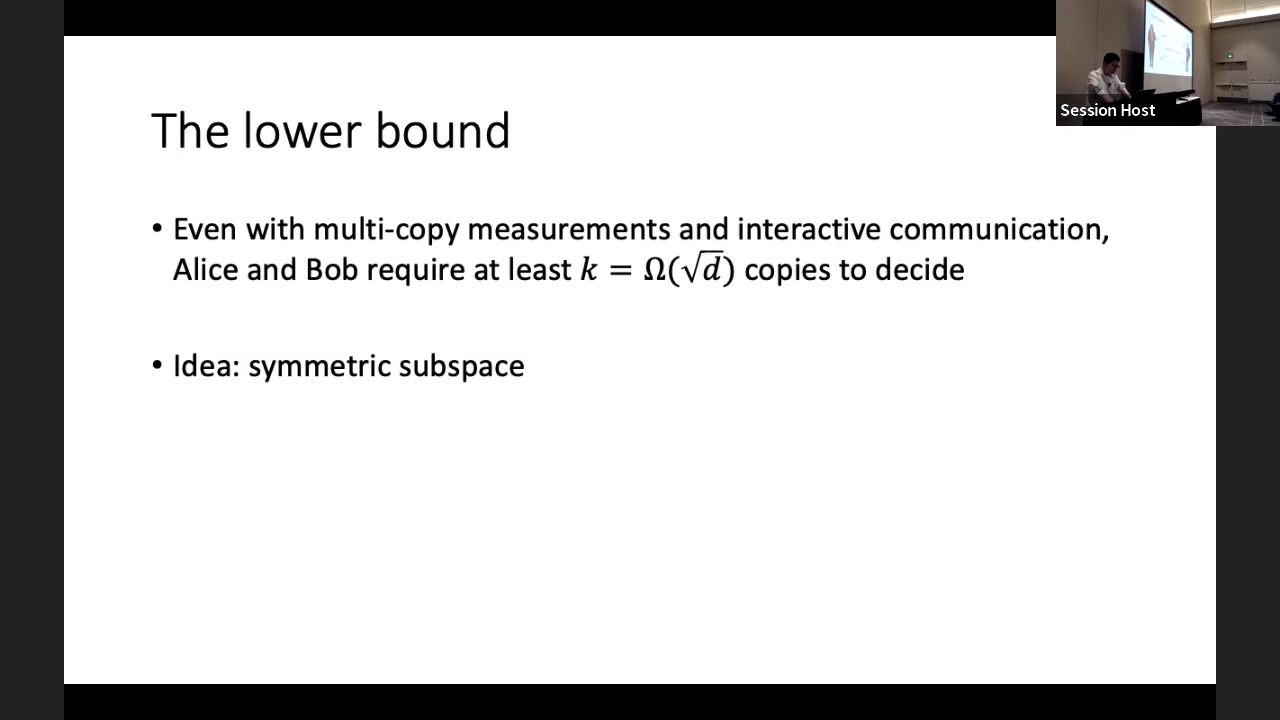 Session Host
The lower bound
• Even with multi-copy measurements and interactive communication,
Alice and Bob require at least k = Ω(√d) copies to decide
• Idea: symmetric subspace